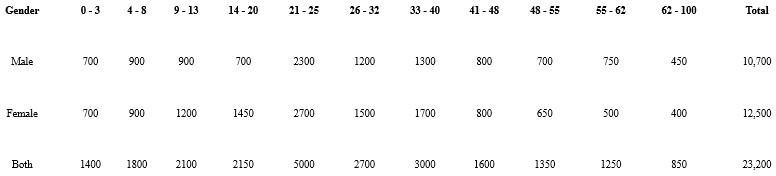 Gender 0 - 3 4 - 8 9 - 13 14 - 20 21 - 25 26 - 32 33 - 40 41 - 48 48 - 55 55 - 62 62 - 100 Total
Male 700 900 900 700 2300 1200 1300 800 700 750 450 10,700
Female 700 900 1200 1450 2700 1500 1700 800 650 500 400 12,500
Both 1400 1800 2100 2150 5000 2700 3000 1600 1350 1250 850 23,200